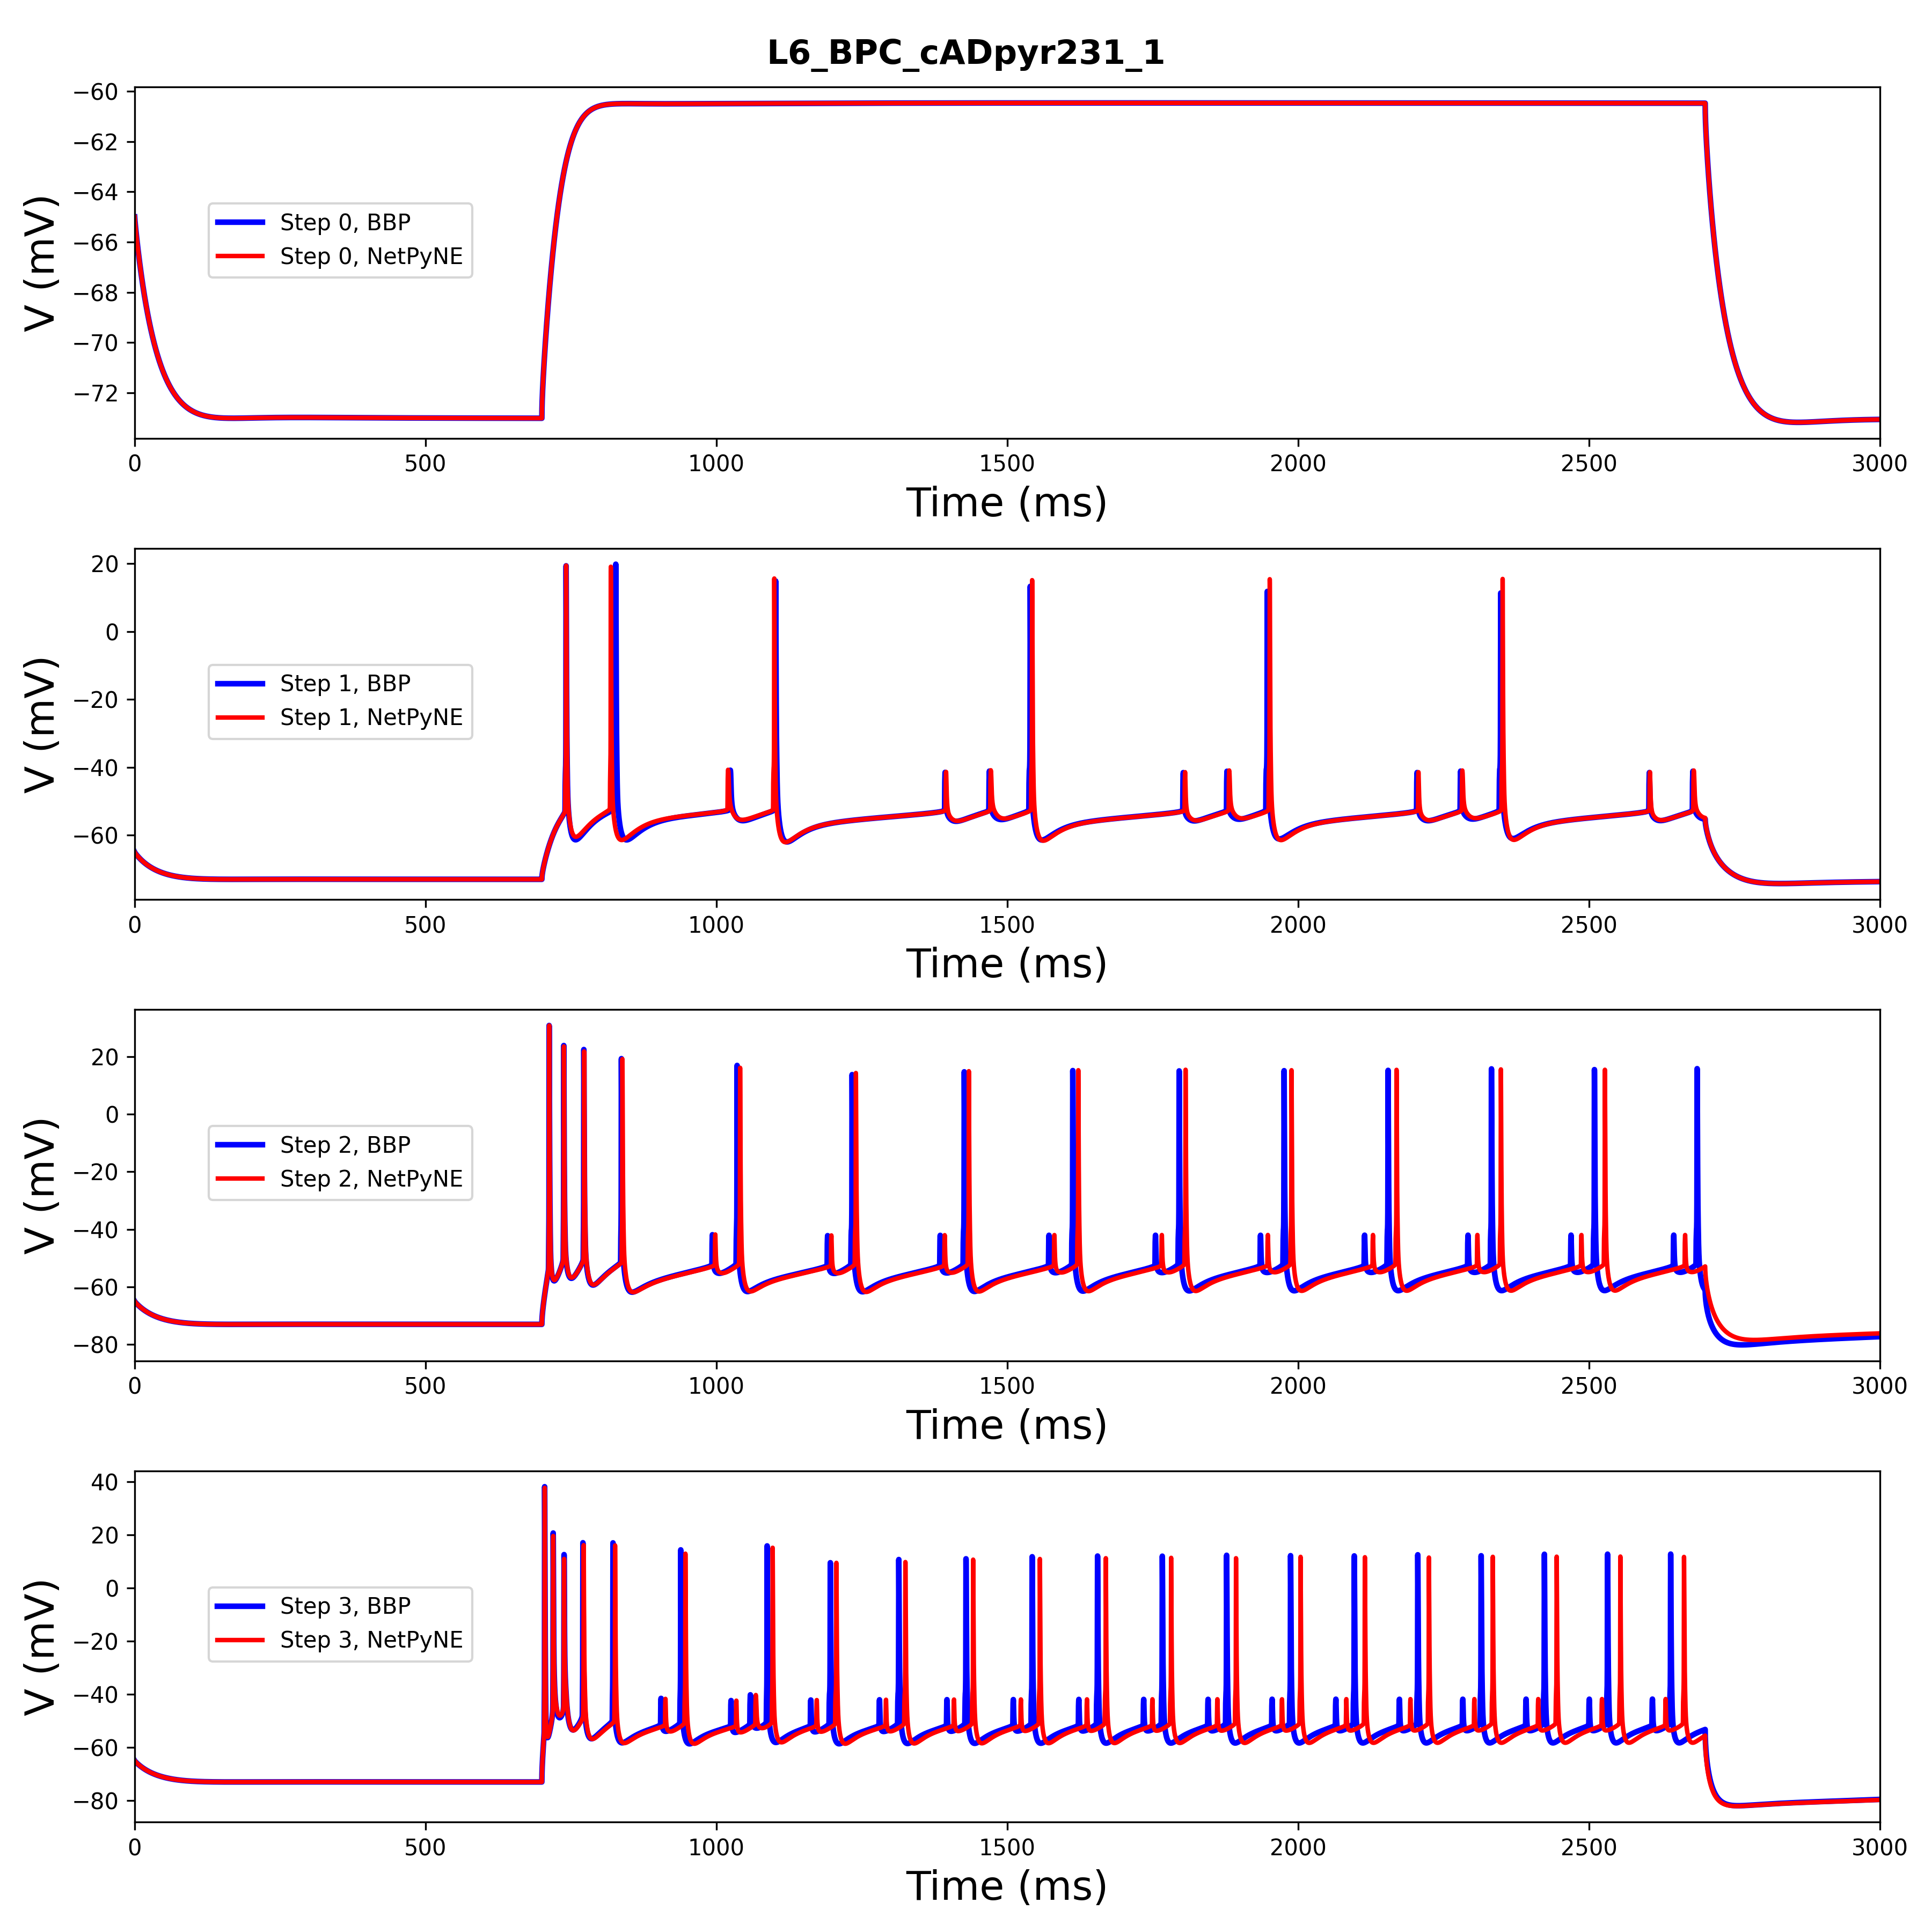 L6_BPC_cADpyr231_1
−60
−62
−64
−66
−68
−70
−72
V (mV)
Step 0, BBP
Step 0, NetPyNE
0 500 1000 1500 2000 2500 3000
Time (ms)
20
0
−20
−40
−60
V (mV)
Step 1, BBP
Step 1, NetPyNE
0 500 1000 1500 2000 2500 3000
Time (ms)
20
0
−20
−40
−60
−80
V (mV)
Step 2, BBP
Step 2, NetPyNE
0 500 1000 1500 2000 2500 3000
Time (ms)
40
20
0
−20
−40
−60
−80
V (mV)
Step 3, BBP
Step 3, NetPyNE
0 500 1000 1500 2000 2500 3000
Time (ms)